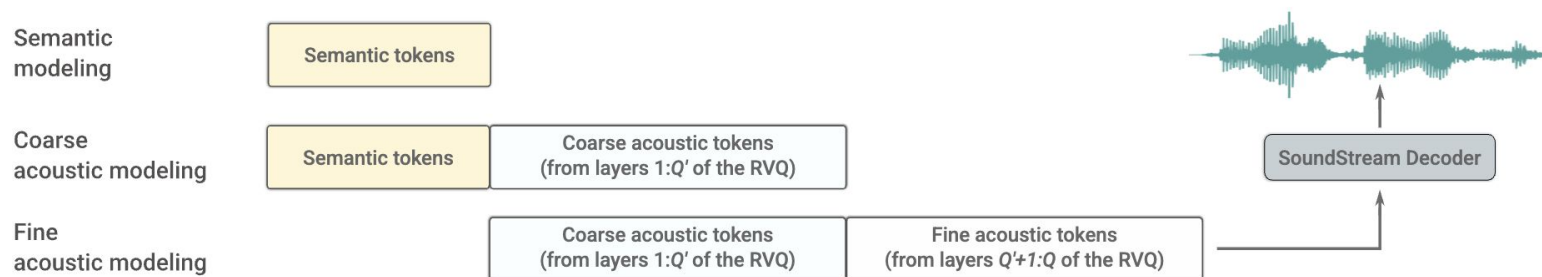 Semantic
modeling
Semantic tokens
Coarse
acoustic modeling
Semantic tokens
Coarse acoustic tokens
(from layers 1:Q' of the RVQ)
SoundStream Decoder
Fine
acoustic modeling
Coarse acoustic tokens
(from layers 1:Q' of the RVQ)
Fine acoustic tokens
(from layers Q'+1:Q of the RVQ)